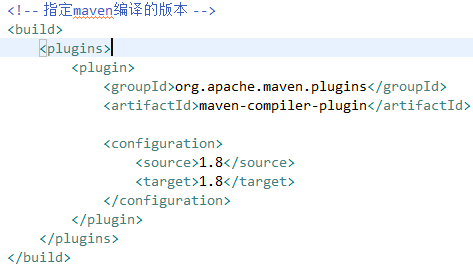 <!-- 指定maven编译的版本 -->
<build>
    <plugins>
        <plugin>
            <groupId>org.apache.maven.plugins</groupId>
            <artifactId>maven-compiler-plugin</artifactId>

            <configuration>
                <source>1.8</source>
                <target>1.8</target>
            </configuration>
        </plugin>
    </plugins>
</build>